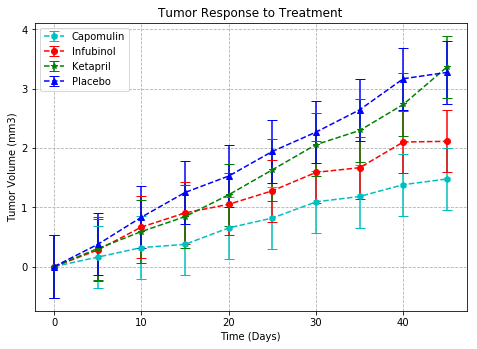 Tumor Response to Treatment
Capomulin
Infubinol
Ketapril
Placebo
Tumor Volume (mm3)
4
3
2
1
0
0
10
20
30
40
Time (Days)